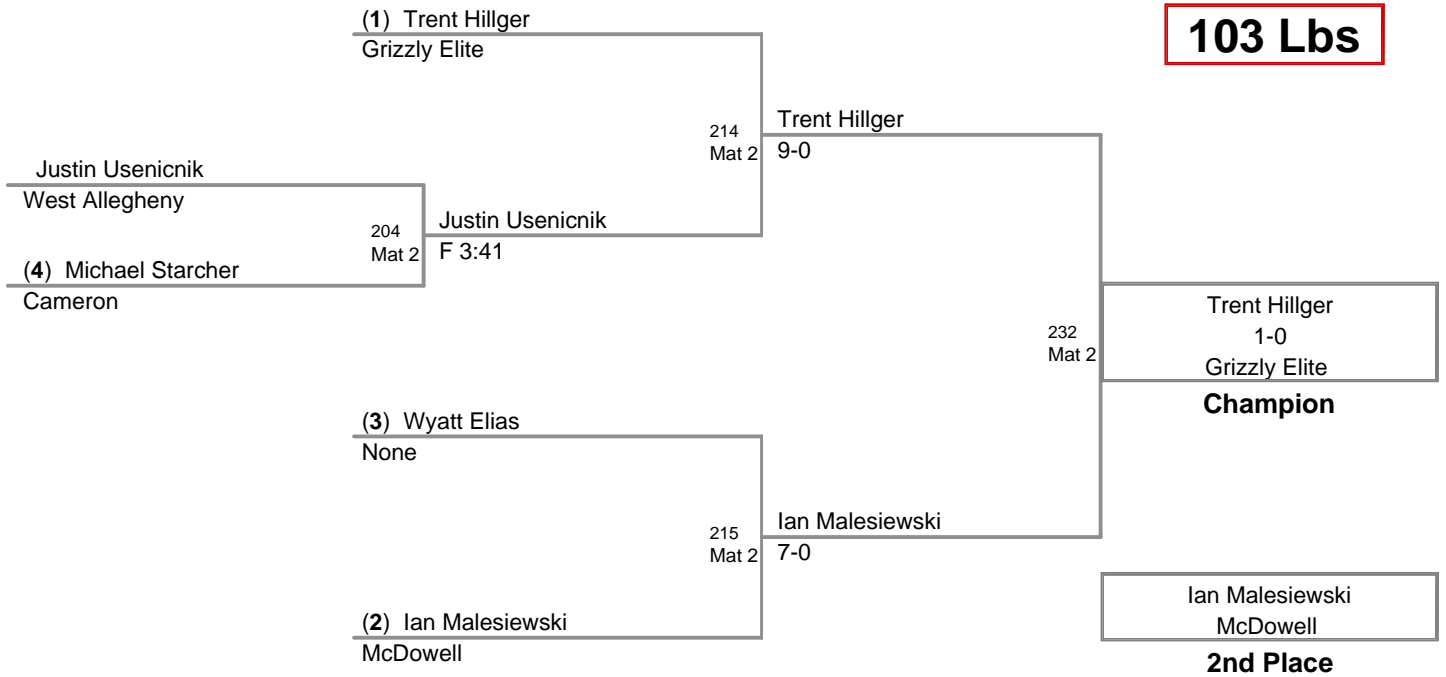 (1) Trent Hillger
Grizzly Elite
103 Lbs
214
Mat 2
Trent Hillger
9-0
Justin Usenicnik
West Allegheny
204
Mat 2
Justin Usenicnik
F 3:41
(4) Michael Starcher
Cameron
232
Mat 2
Trent Hillger
1-0
Grizzly Elite
Champion
(3) Wyatt Elias
None
215
Mat 2
Ian Malesiewski
7-0
(2) Ian Malesiewski
McDowell
Ian Malesiewski
McDowell
2nd Place